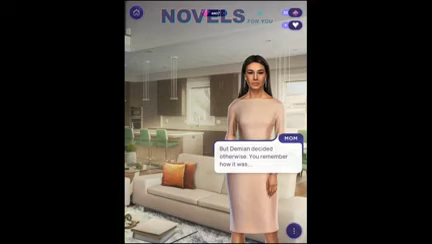 NOVELS
FOR YOU
MOM
But Demian decided
otherwise. You remember
how it was...